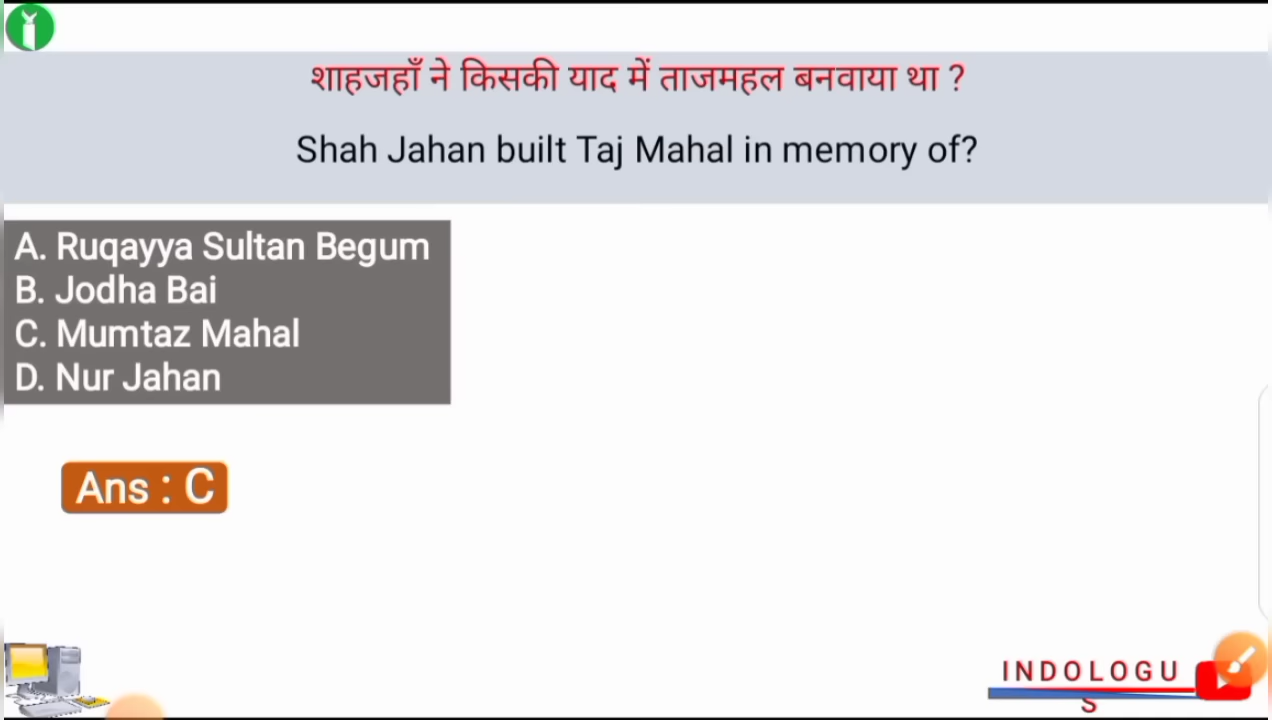 शाहजहाँ ने किसकी याद में ताजमहल बनवाया था ?
Shah Jahan built Taj Mahal in memory of?
A. Ruqayya Sultan Begum
B. Jodha Bai
C. Mumtaz Mahal
D. Nur Jahan
Ans : C
INDOLOGU
S